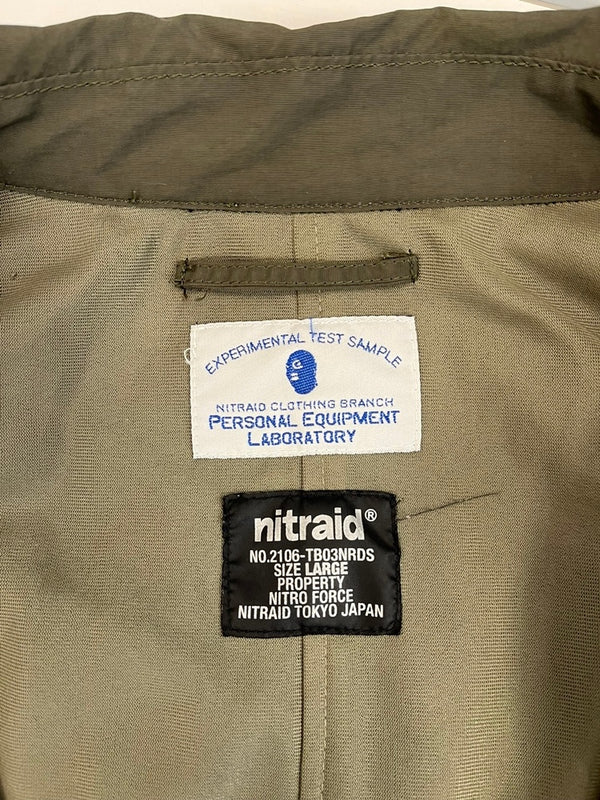 EXPERIMENTAL TEST SAMPLE
NITRAID CLOTHING BRANCH
PERSONAL EQUIPMENT
LABORATORY
nitraid®
NO.2106-TB03NRDS
SIZE LARGE
PROPERTY
NITRO FORCE
NITRAID TOKYO JAPAN